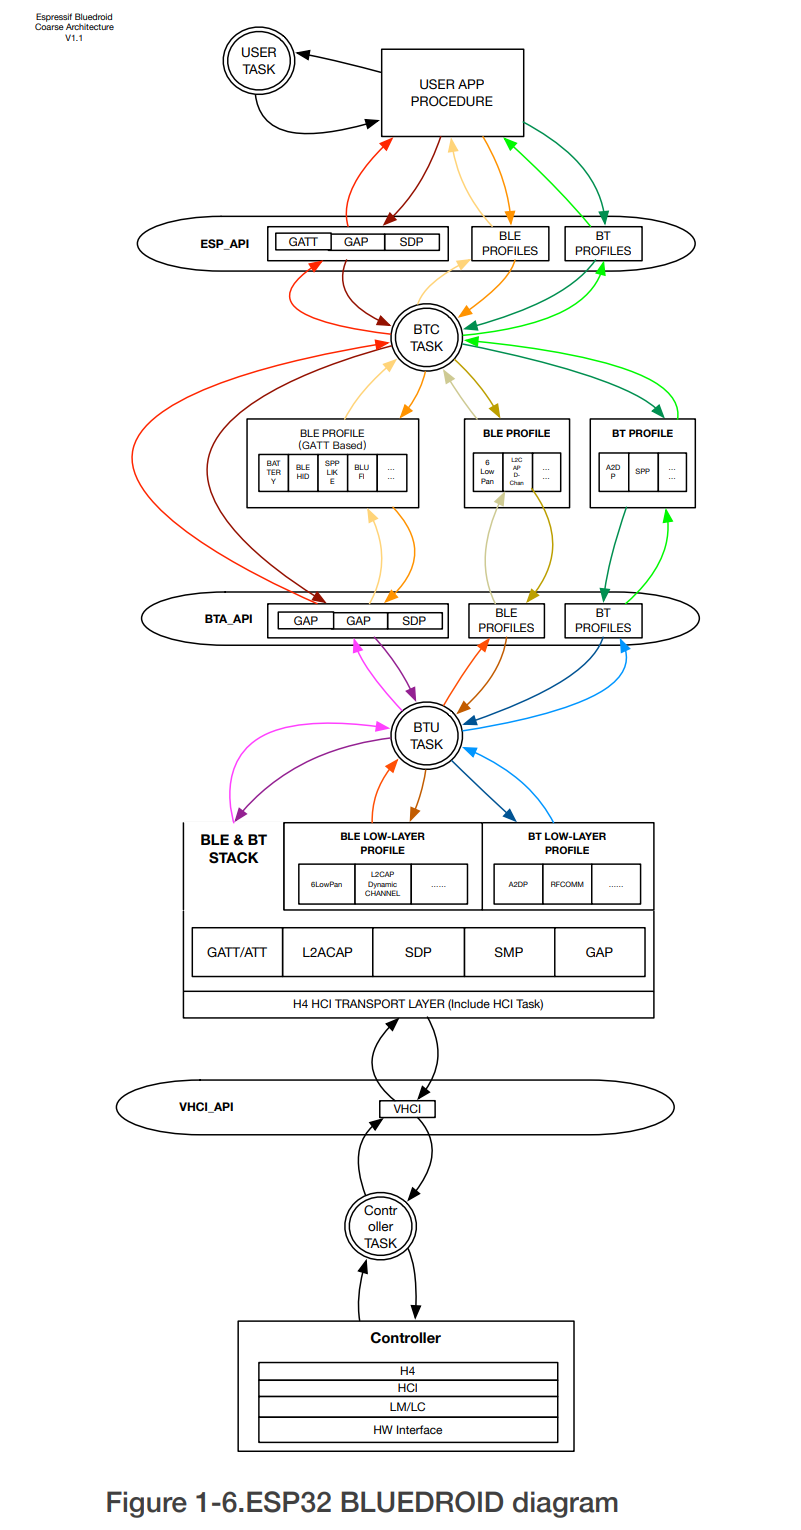 Espressif Bluedroid
Coarse Architecture
V1.1
USER
TASK
USER APP
PROCEDURE
ESP_API
GATT
GAP
SDP
BLE
PROFILES
BT
PROFILES
BTC
TASK
BLE PROFILE
(GATT Based)
BAT
TER
Y
BLE
HID
SPP
LIK
E
BLU
FI
...
...
BLE PROFILE
6
Low
Pan
L2C
AP
D-
Chan
...
...
BT PROFILE
A2D
P
SPP
...
...
BTA_API
GAP
GAP
SDP
BLE
PROFILES
BT
PROFILES
BTU
TASK
BLE & BT
STACK
BLE LOW-LAYER
PROFILE
6LowPan
L2CAP
Dynamic
CHANNEL
......
BT LOW-LAYER
PROFILE
A2DP
RFCOMM
......
GATT/ATT
L2ACAP
SDP
SMP
GAP
H4 HCI TRANSPORT LAYER (Include HCI Task)
VHCI_API
VHCI
Contr
oller
TASK
Controller
H4
HCI
LM/LC
HW Interface
Figure 1-6.ESP32 BLUEDROID diagram